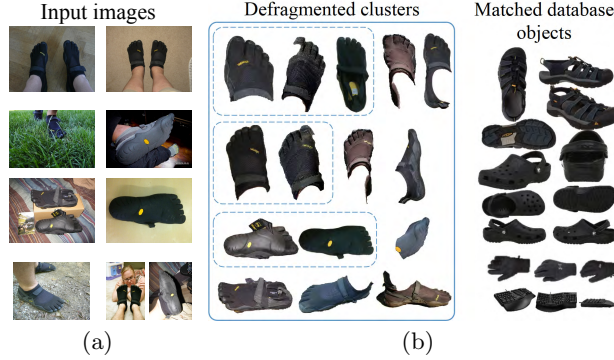 Input images
Defragmented clusters
Matched database
objects
(a)
(b)